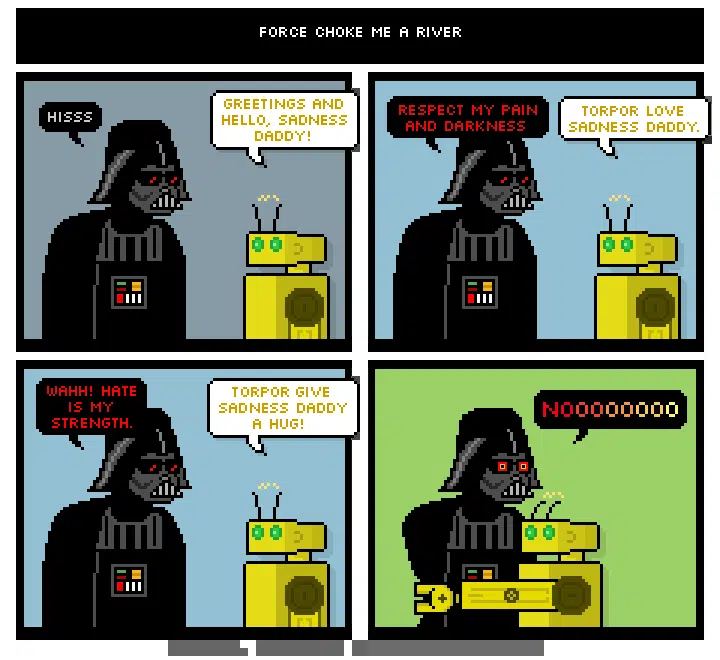 FORCE CHOKE ME A RIVER
HISSS
GREETINGS AND
HELLO, SADNESS
DADDY!
RESPECT MY PAIN
AND DARKNESS
TORPOR LOVE
SADNESS DADDY.
WAHH! HATE
IS MY
STRENGTH.
TORPOR GIVE
SADNESS DADDY
A HUG!
NOOOOOOOO